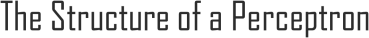 The Structure of a Perceptron